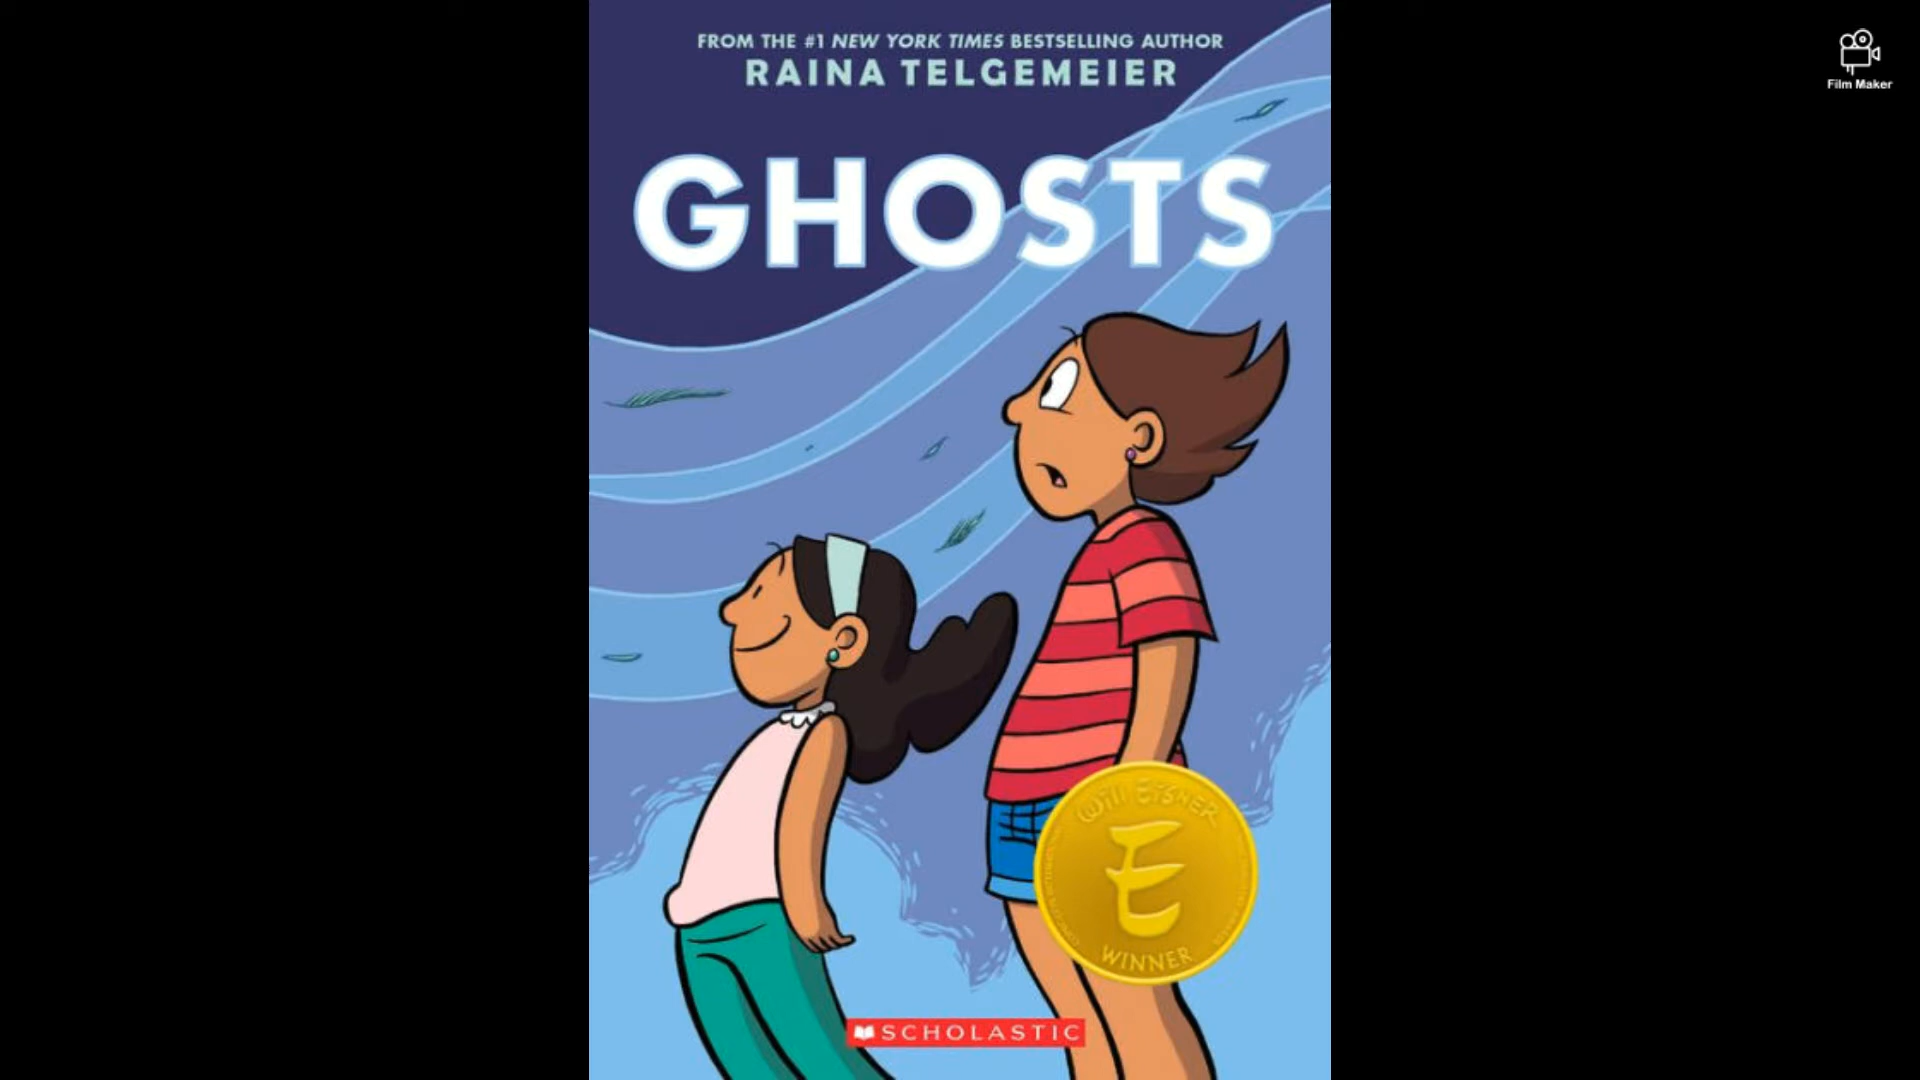 FROM THE #1 NEW YORK TIMES BESTSELLING AUTHOR
RAINA TELGEMEIER
GHOSTS
Will EisNER
E
WINNER
SCHOLASTIC
Film Maker